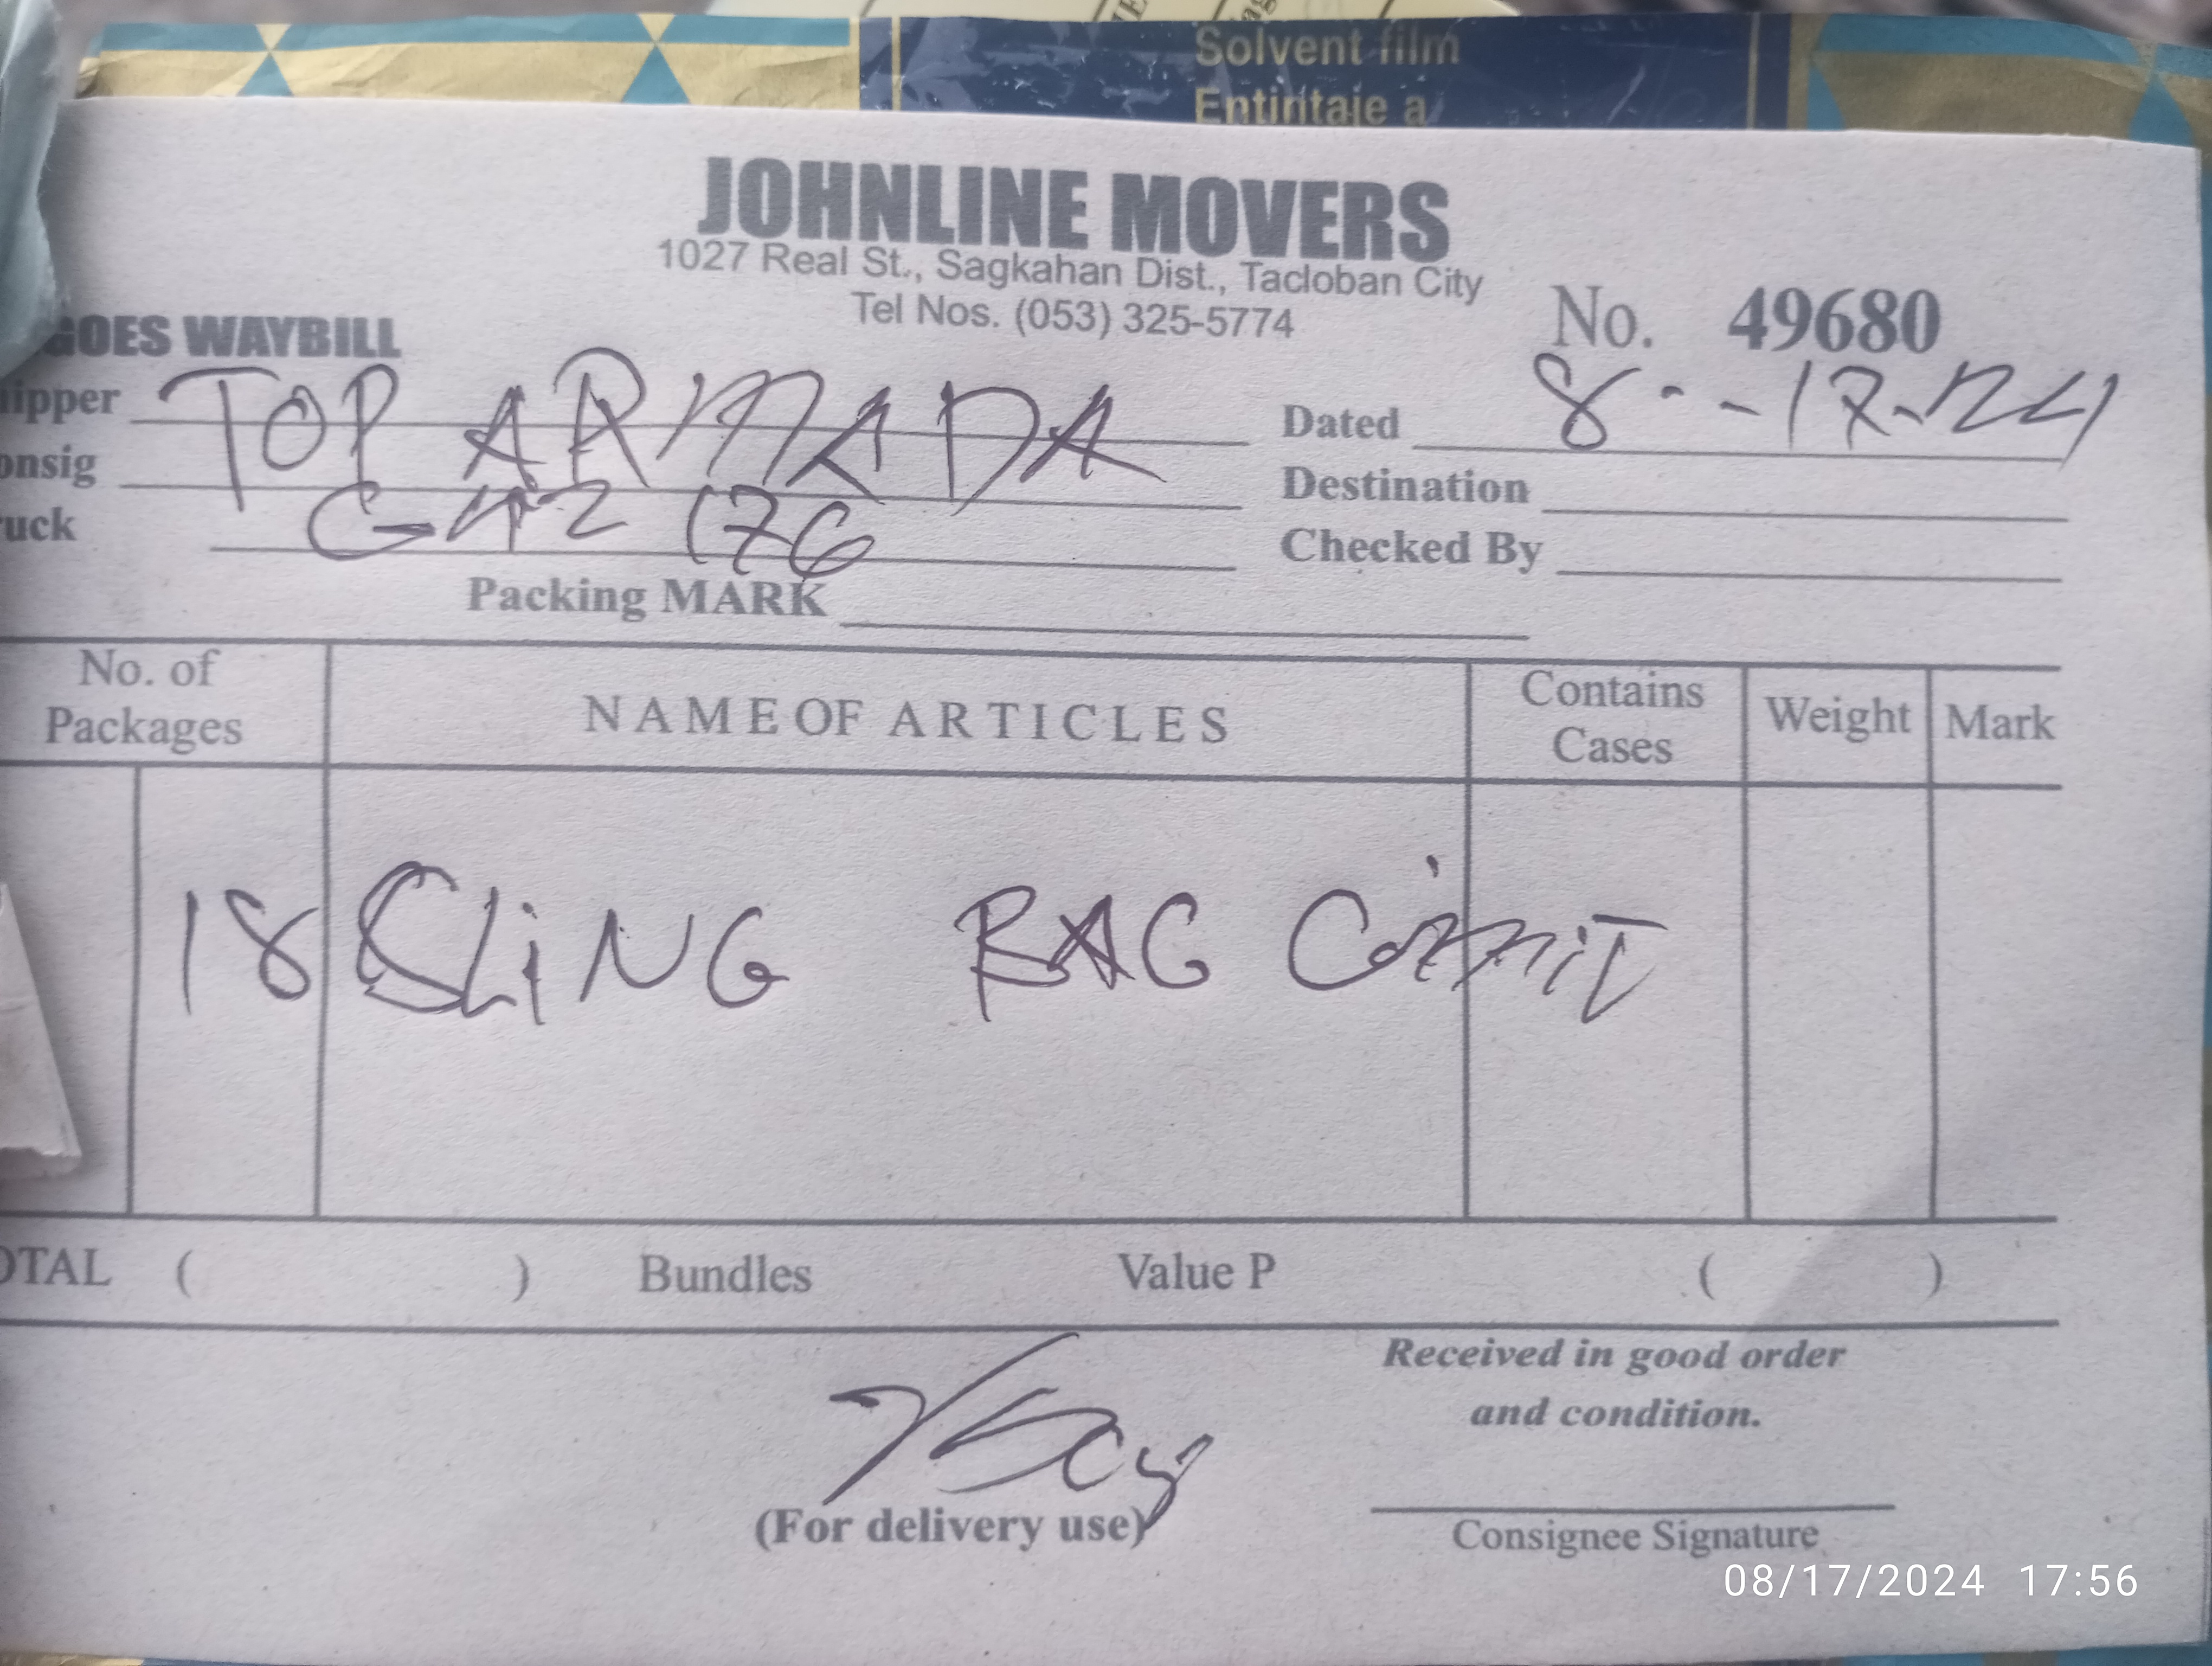 Solvent film
Entintaje a
JOHNLINE MOVERS
1027 Real St., Sagkahan Dist., Tacloban City
Tel Nos. (053) 325-5774
No. 49680
GOES WAYBILL
hipper TOP ARMADA
Dated 8--17-24
onsig
Destination
ruck 176
Checked By
Packing MARK
No. of Packages
NAME OF ARTICLES
Contains Cases
Weight
Mark
18 SLiNG BAG
OTAL ( ) Bundles Value P ( )
Received in good order
and condition.
(For delivery use)
Consignee Signature
08/17/2024 17:56